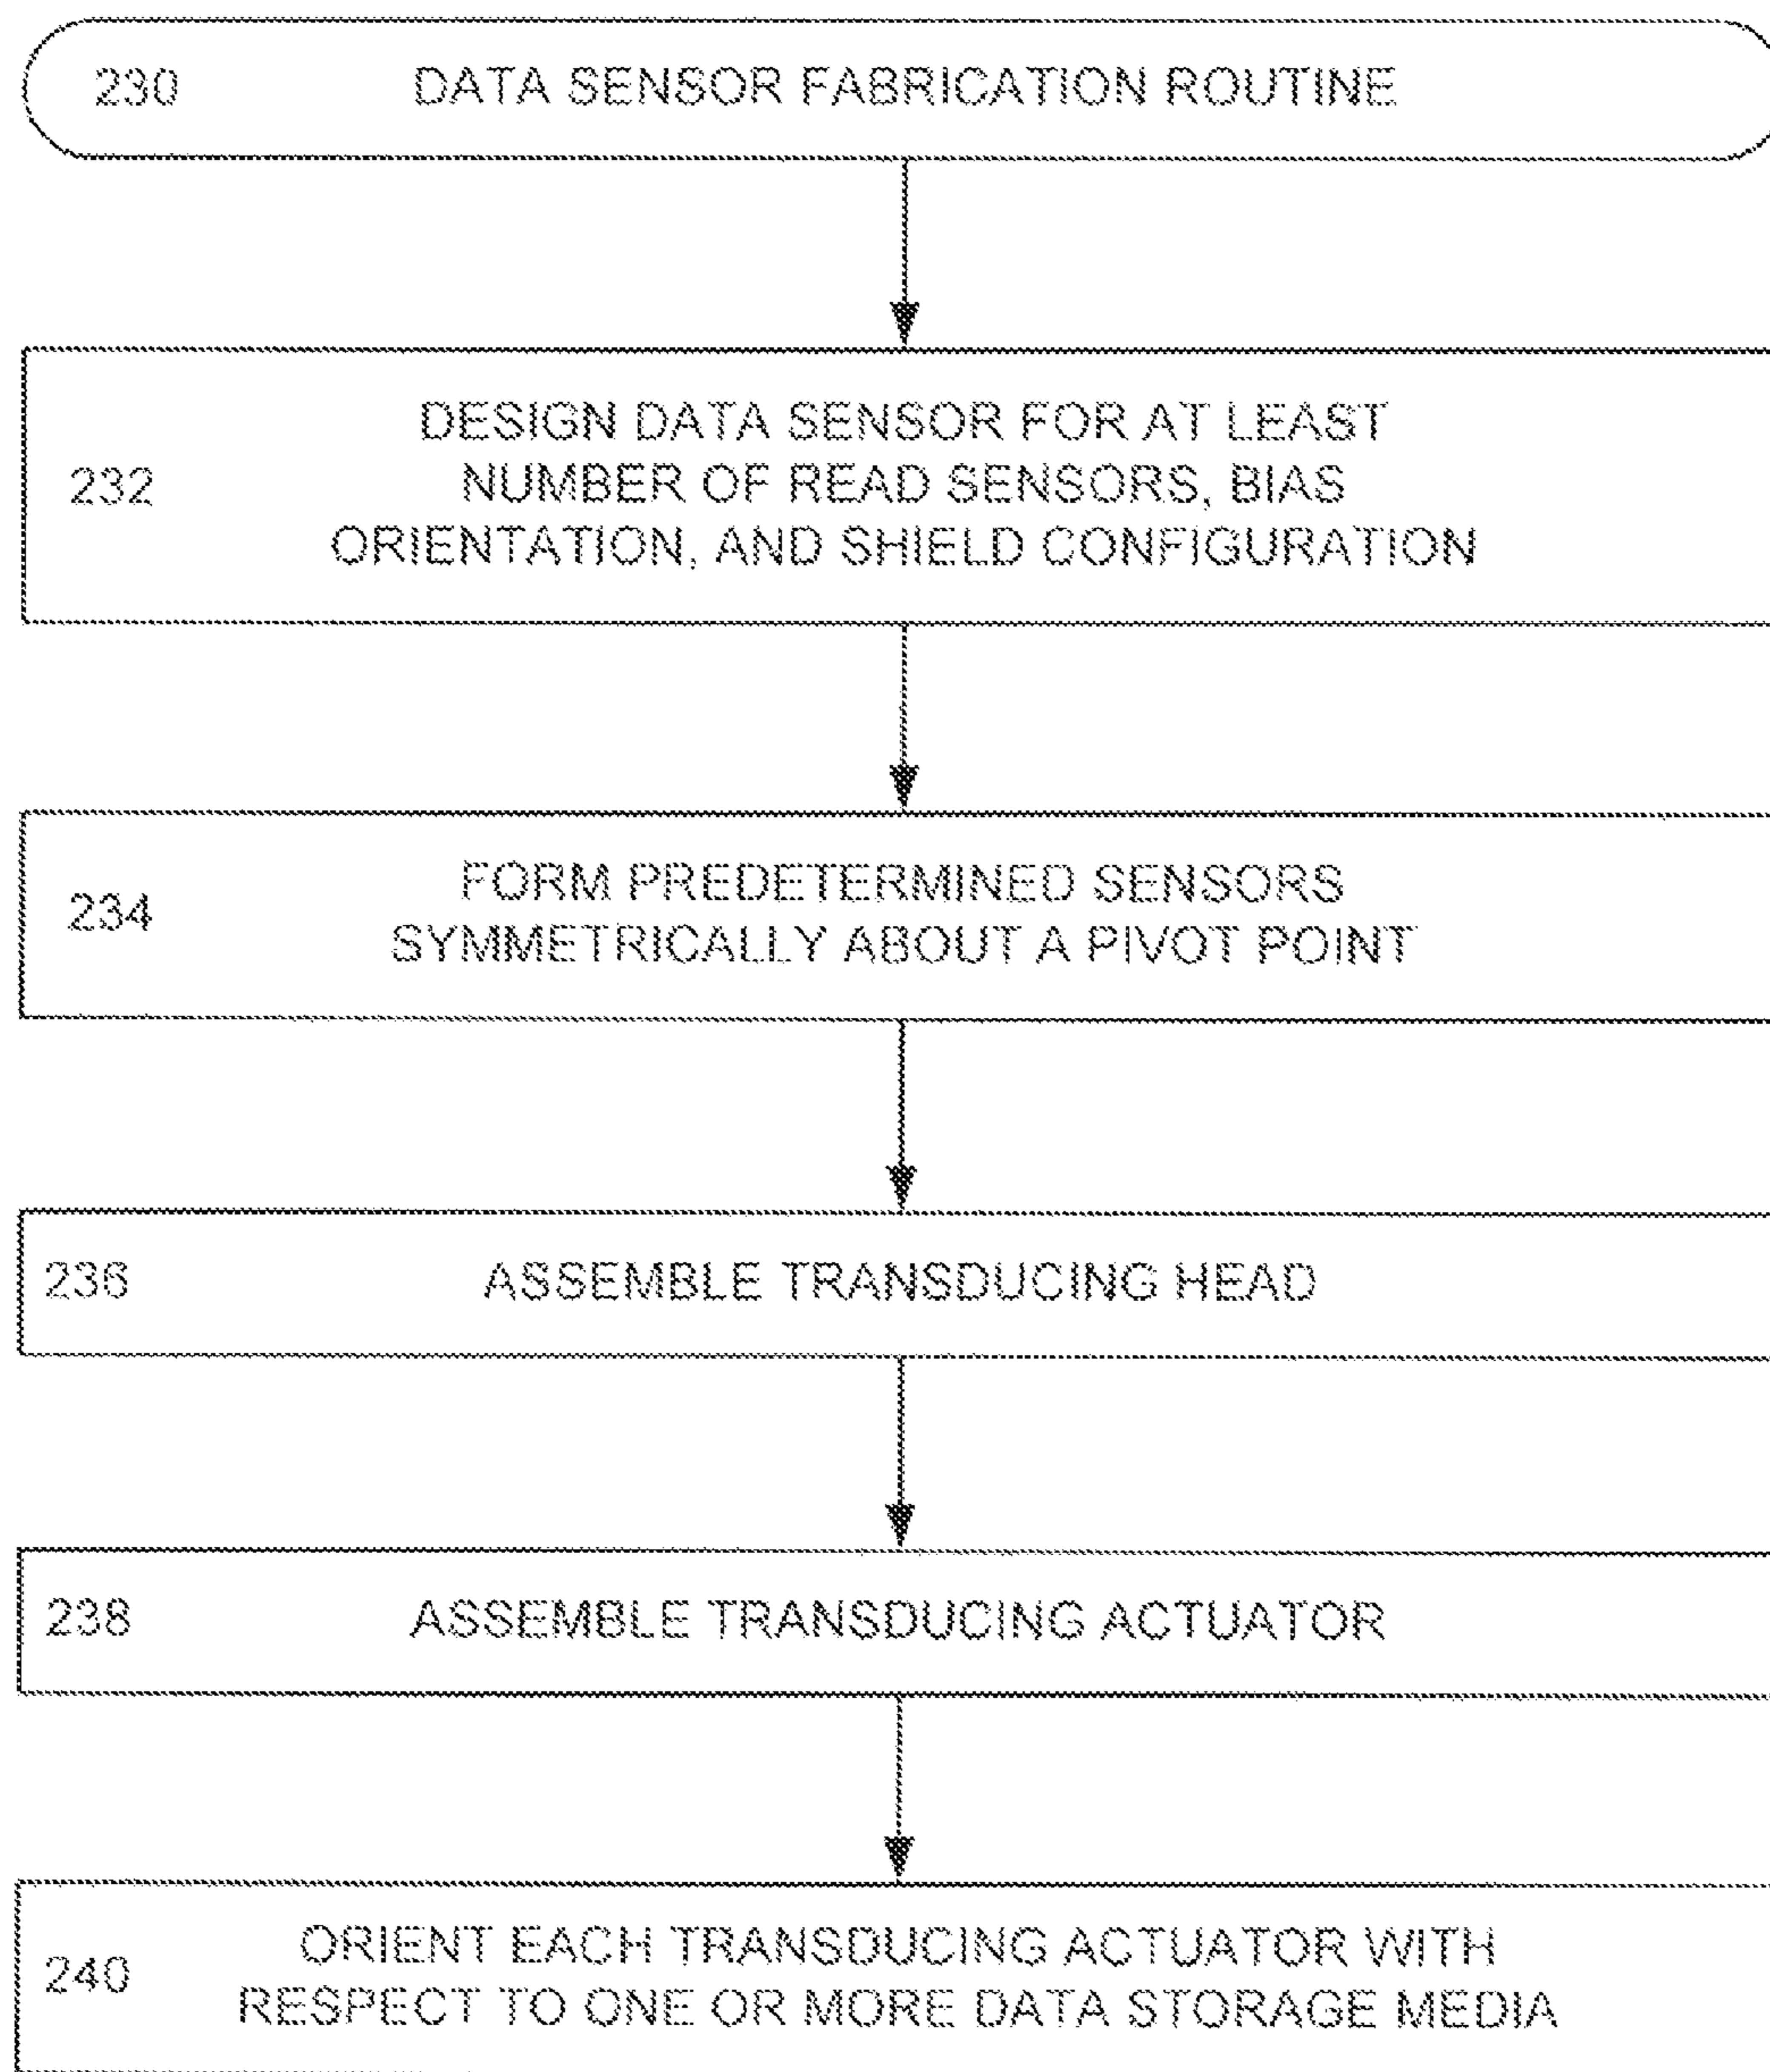 230 DATA SENSOR FABRICATION ROUTINE
DESIGN DATA SENSOR FOR AT LEAST
232 NUMBER OF READ SENSORS, BIAS
ORIENTATION, AND SHIELD CONFIGURATION
234 FORM PREDETERMINED SENSORS
SYMMETRICALLY ABOUT A PIVOT POINT
236 ASSEMBLE TRANSDUCING HEAD
238 ASSEMBLE TRANSDUCING ACTUATOR
240 ORIENT EACH TRANSDUCING ACTUATOR WITH
RESPECT TO ONE OR MORE DATA STORAGE MEDIA